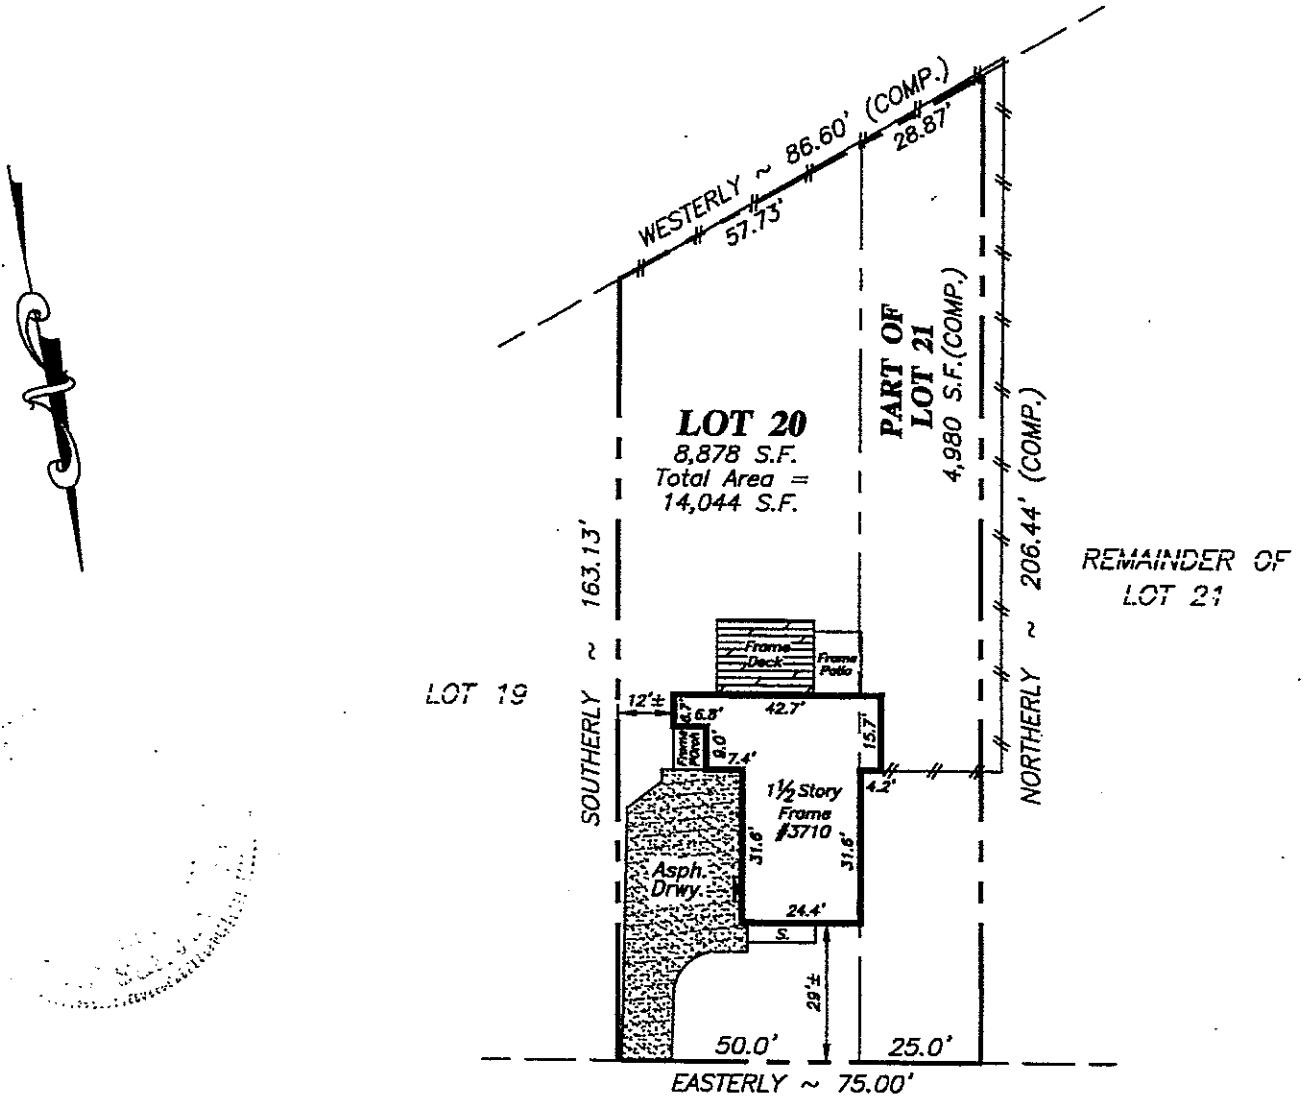 WESTERLY ~ 86.60' (COMP.)
57.73'
28.87'
PART OF
LOT 21
4,980 S.F.(COMP.)
LOT 20
8,878 S.F.
Total Area =
14,044 S.F.
SOUTHERLY ~ 163.13'
NORTHERLY ~ 206.44' (COMP.)
REMAINDER OF
LOT 21
LOT 19
Frame
Deck
Frame
Patio
12'±
6.7'
6.8'
42.7'
15.7'
Frame
Porch
9.0'
7.4'
4.2'
1½ Story
Frame
#3710
31.6'
31.6'
Asph.
Drwy.
24.4'
S.
29'±
50.0'
25.0'
EASTERLY ~ 75.00'